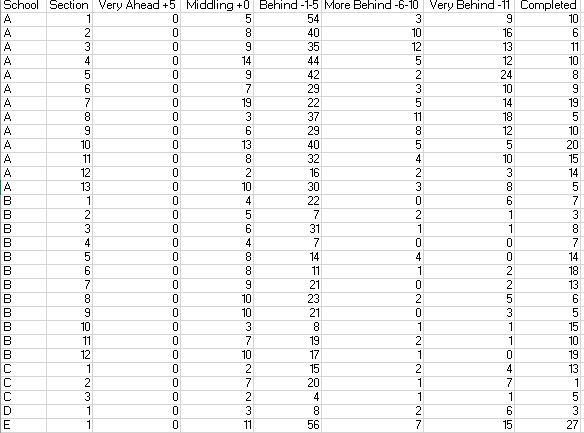 School Section Very Ahead +5 Middling +0 Behind -1-5 More Behind -6-10 Very Behind -11 Completed
A 1 0 5 54 3 9 10
A 2 0 8 40 10 16 6
A 3 0 9 35 12 13 11
A 4 0 14 44 5 12 10
A 5 0 9 42 2 24 8
A 6 0 7 29 3 10 9
A 7 0 19 22 5 14 19
A 8 0 3 37 11 18 5
A 9 0 6 29 8 12 10
A 10 0 13 40 5 5 20
A 11 0 8 32 4 10 15
A 12 0 2 16 2 3 14
A 13 0 10 30 3 8 5
B 1 0 4 22 0 6 7
B 2 0 5 7 2 1 3
B 3 0 6 31 1 1 8
B 4 0 4 7 0 0 7
B 5 0 8 14 4 0 14
B 6 0 8 11 1 2 18
B 7 0 9 21 0 2 13
B 8 0 10 23 2 5 6
B 9 0 10 21 0 3 5
B 10 0 3 8 1 1 15
B 11 0 7 19 2 1 10
B 12 0 10 17 1 0 19
C 1 0 2 15 2 4 13
C 2 0 7 20 1 7 1
C 3 0 2 4 1 1 5
D 1 0 3 8 2 6 3
E 1 0 11 56 7 15 27